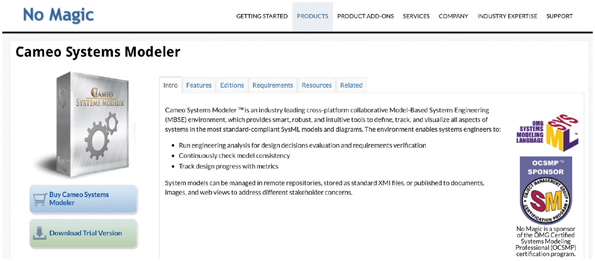 No Magic
GETTING STARTED PRODUCTS PRODUCT ADD-ONS SERVICES COMPANY INDUSTRY EXPERTISE SUPPORT
Cameo Systems Modeler
CAMEO
SYSTEMS MODELER
Buy Cameo Systems
Modeler
Download Trial Version
Intro Features Editions Requirements Resources Related
Cameo Systems Modeler ™ is an industry leading cross-platform collaborative Model-Based Systems Engineering
(MBSE) environment, which provides smart, robust, and intuitive tools to define, track, and visualize all aspects of
systems in the most standard-compliant SysML models and diagrams. The environment enables systems engineers to:
• Run engineering analysis for design decisions evaluation and requirements verification
• Continuously check model consistency
• Track design progress with metrics
System models can be managed in remote repositories, stored as standard XMI files, or published to documents,
images, and web views to address different stakeholder concerns.
OMG
SYSTEMS
MODELING
LANGUAGE
OCSMP™
SPONSOR
OBJECT MANAGEMENT GROUP
CERTIFICATION PROGRAM
SM
No Magic is a sponsor
of the OMG Certified
Systems Modeling
Professional (OCSMP)
certification program.